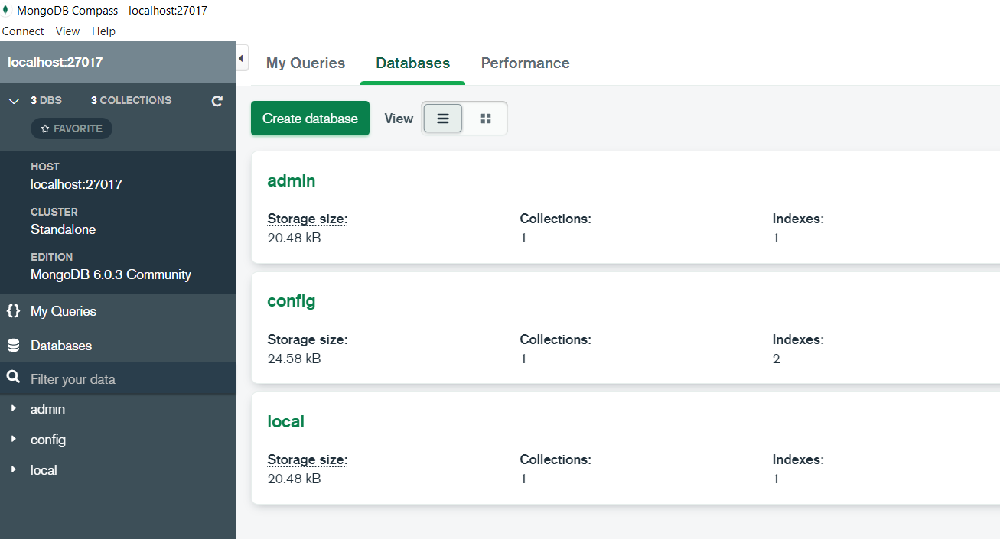 MongoDB Compass - localhost:27017
Connect View Help
localhost:27017
3 DBS 3 COLLECTIONS
FAVORITE
HOST
localhost:27017
CLUSTER
Standalone
EDITION
MongoDB 6.0.3 Community
{} My Queries
Databases
Filter your data
admin
config
local
My Queries Databases Performance
Create database View
admin
Storage size: Collections: Indexes:
20.48 kB 1 1
config
Storage size: Collections: Indexes:
24.58 kB 1 2
local
Storage size: Collections: Indexes:
20.48 kB 1 1